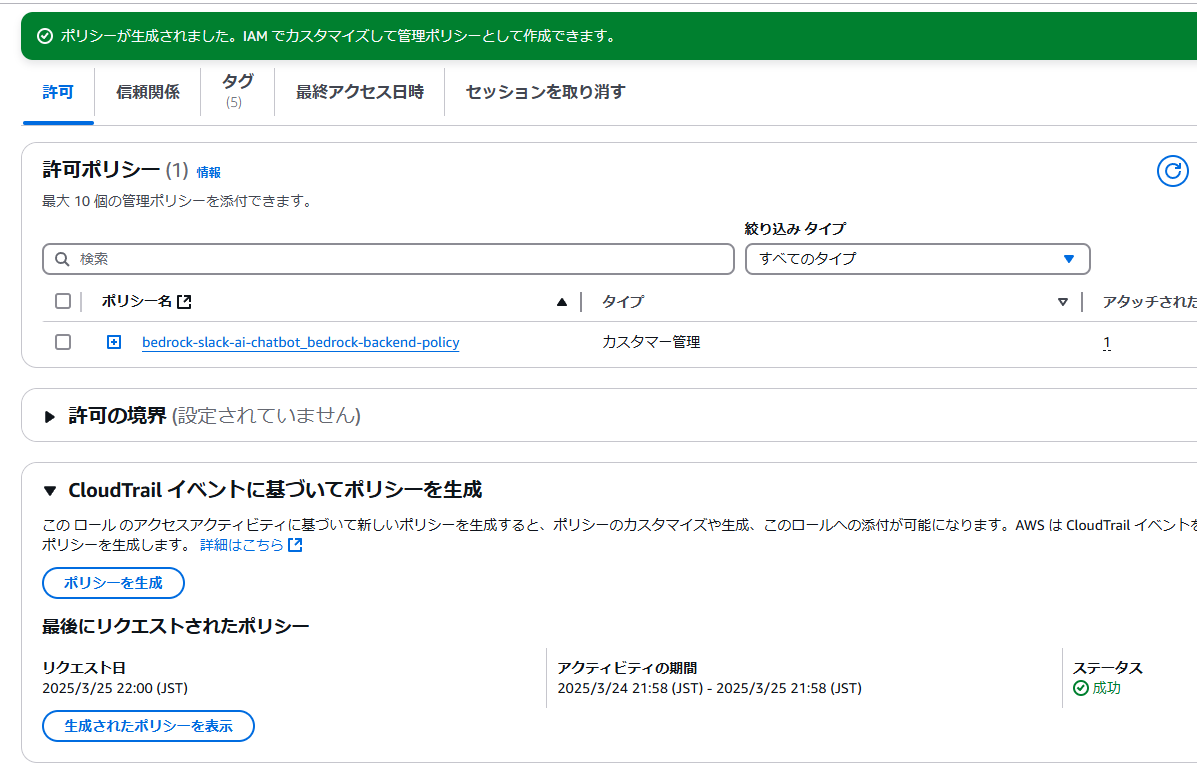 ポリシーが生成されました。IAM でカスタマイズして管理ポリシーとして作成できます。
許可
信頼関係
タグ
(5)
最終アクセス日時
セッションを取り消す
許可ポリシー (1) 情報
最大 10 個の管理ポリシーを添付できます。
絞り込み タイプ
検索
すべてのタイプ
ポリシー名
タイプ
アタッチされた
bedrock-slack-ai-chatbot_bedrock-backend-policy
カスタマー管理
1
許可の境界 (設定されていません)
CloudTrail イベントに基づいてポリシーを生成
この ロール のアクセスアクティビティに基づいて新しいポリシーを生成すると、ポリシーのカスタマイズや生成、このロールへの添付が可能になります。AWS は CloudTrail イベントを
ポリシーを生成します。 詳細はこちら
ポリシーを生成
最後にリクエストされたポリシー
リクエスト日
2025/3/25 22:00 (JST)
アクティビティの期間
2025/3/24 21:58 (JST) - 2025/3/25 21:58 (JST)
ステータス
成功
生成されたポリシーを表示